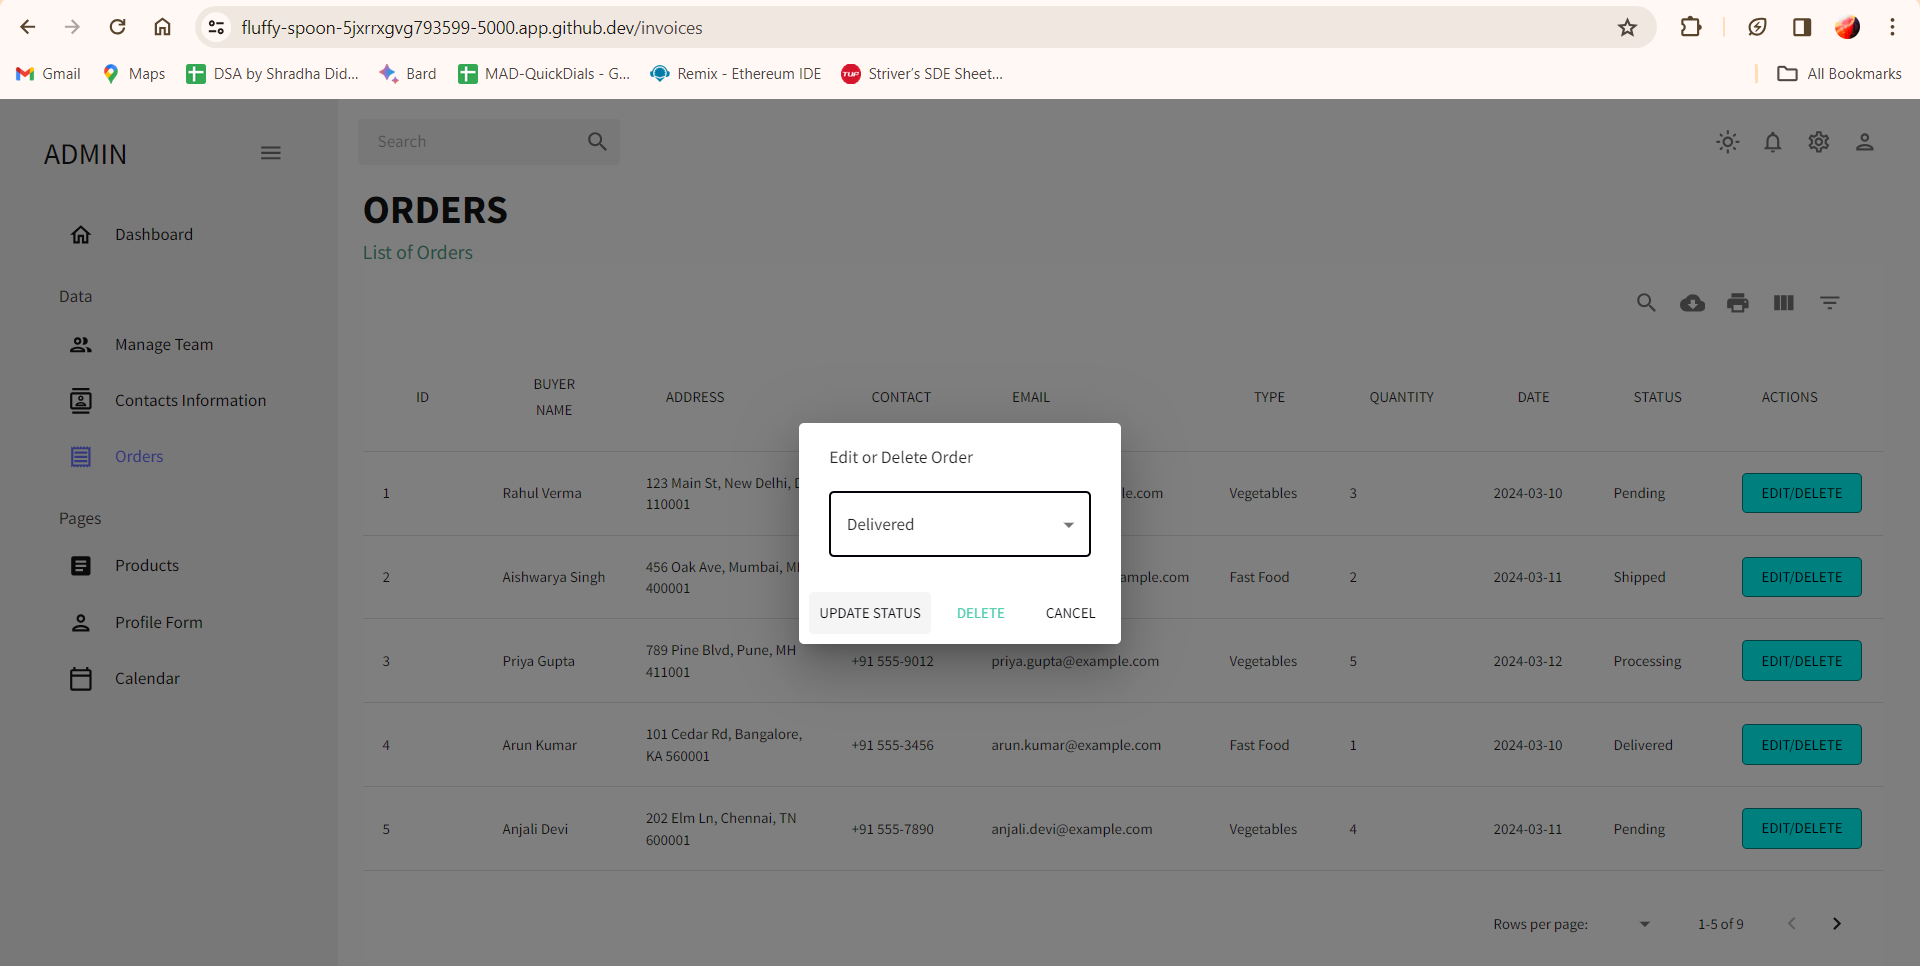 fluffy-spoon-5jxrrxgvg793599-5000.app.github.dev/invoices
Gmail Maps DSA by Shradha Did... Bard MAD-QuickDials - G... Remix - Ethereum IDE TUF Striver's SDE Sheet... All Bookmarks
ADMIN
Dashboard
Data
Manage Team
Contacts Information
Orders
Pages
Products
Profile Form
Calendar
Search
ORDERS
List of Orders
ID BUYER NAME ADDRESS CONTACT EMAIL TYPE QUANTITY DATE STATUS ACTIONS
1 Rahul Verma 123 Main St, New Delhi, 110001 le.com Vegetables 3 2024-03-10 Pending EDIT/DELETE
2 Aishwarya Singh 456 Oak Ave, Mumbai, 400001 ample.com Fast Food 2 2024-03-11 Shipped EDIT/DELETE
3 Priya Gupta 789 Pine Blvd, Pune, MH 411001 +91 555-9012 priya.gupta@example.com Vegetables 5 2024-03-12 Processing EDIT/DELETE
4 Arun Kumar 101 Cedar Rd, Bangalore, KA 560001 +91 555-3456 arun.kumar@example.com Fast Food 1 2024-03-10 Delivered EDIT/DELETE
5 Anjali Devi 202 Elm Ln, Chennai, TN 600001 +91 555-7890 anjali.devi@example.com Vegetables 4 2024-03-11 Pending EDIT/DELETE
Rows per page: 1-5 of 9
Edit or Delete Order
Delivered
UPDATE STATUS DELETE CANCEL